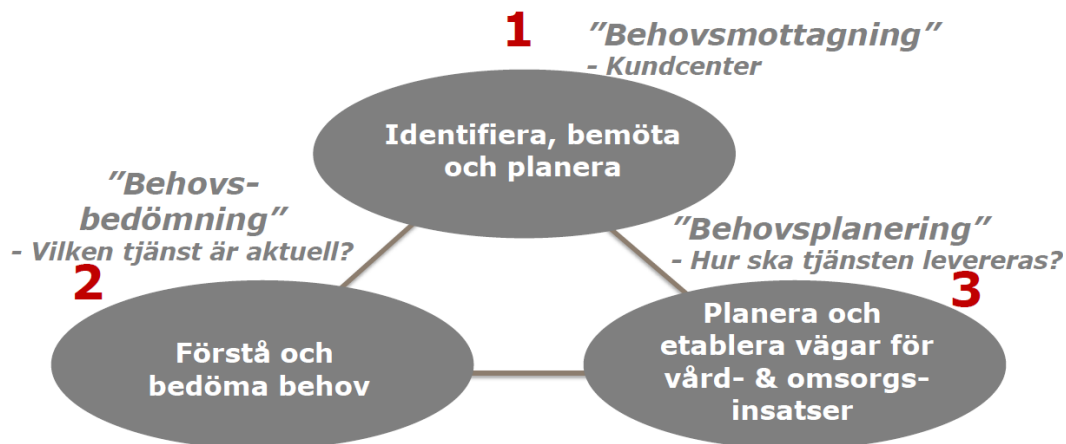 1
”Behovsmottagning”
– Kundcenter
Identifiera, bemöta
och planera
”Behovs-
bedömning”
– Vilken tjänst är aktuell?
2
Förstå och
bedöma behov
”Behovsplanering”
– Hur ska tjänsten levereras?
3
Planera och
etablera vägar för
vård– & omsorgs–
insatser